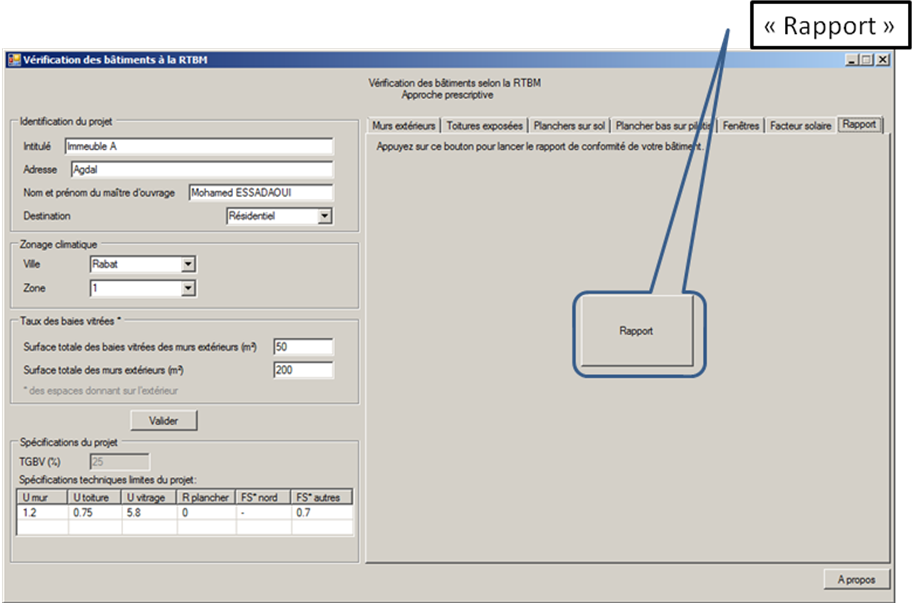 « Rapport »
Vérification des bâtiments à la RTBM
Vérification des bâtiments selon la RTBM
Approche prescriptive
Identification du projet
Intitulé Immeuble A
Adresse Agdal
Nom et prénom du maître d'ouvrage Mohamed ESSADAOUI
Destination Résidentiel
Zonage climatique
Ville Rabat
Zone 1
Taux des baies vitrées *
Surface totale des baies vitrées des murs extérieurs (m²) 50
Surface totale des murs extérieurs (m²) 200
* des espaces donnant sur l'extérieur
Valider
Spécifications du projet
TGBV (%) 25
Spécifications techniques limites du projet:
U mur U toiture U vitrage R plancher FS* nord FS* autres
1.2 0.75 5.8 0 - 0.7
Murs extérieurs Toitures exposées Planchers sur sol Plancher bas sur pilotis Fenêtres Facteur solaire Rapport
Appuyez sur ce bouton pour lancer le rapport de conformité de votre bâtiment.
Rapport
A propos